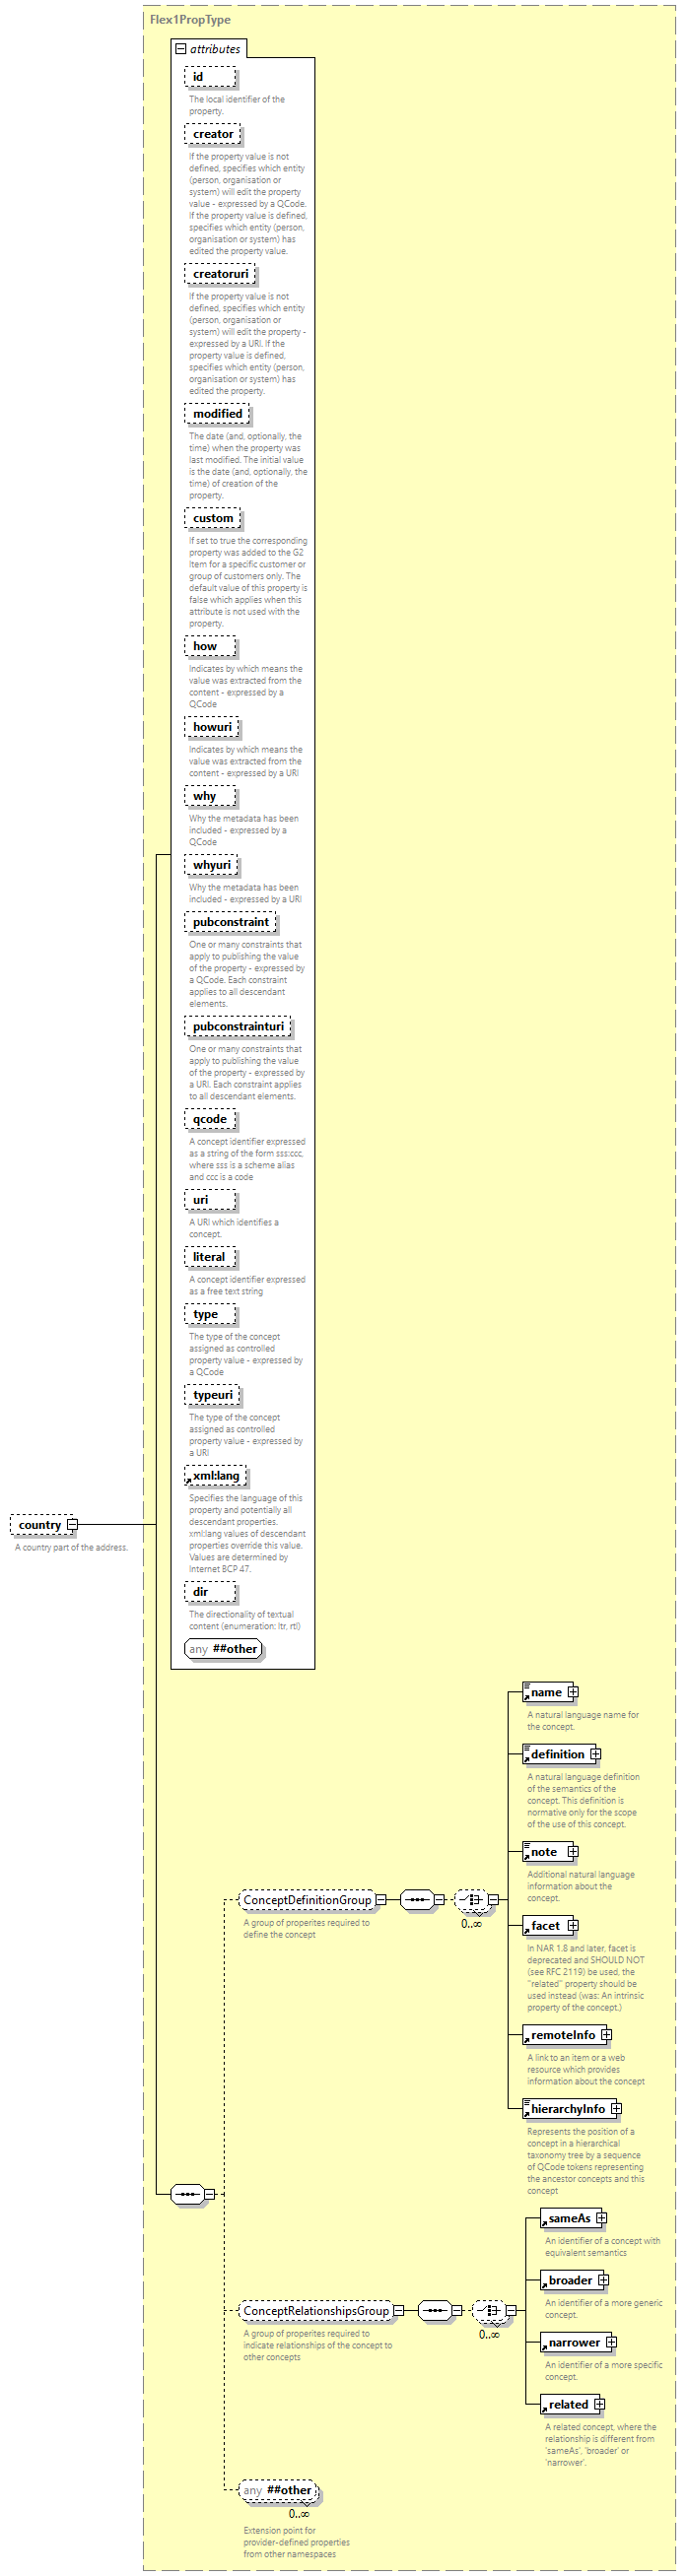 Flex1PropType
attributes
id
The local identifier of the
property.
creator
If the property value is not
defined, specifies which entity
(person, organisation or
system) will edit the property
value - expressed by a QCode.
If the property value is defined,
specifies which entity (person,
organisation or system) has
edited the property value.
creatoruri
If the property value is not
defined, specifies which entity
(person, organisation or
system) will edit the property -
expressed by a URI. If the
property value is defined,
specifies which entity (person,
organisation or system) has
edited the property.
modified
The date (and, optionally, the
time) when the property was
last modified. The initial value
is the date (and, optionally, the
time) of creation of the
property.
custom
If set to true the corresponding
property was added to the G2
Item for a specific customer or
group of customers only. The
default value of this property is
false which applies when this
attribute is not used with the
property.
how
Indicates by which means the
value was extracted from the
content - expressed by a
QCode
howuri
Indicates by which means the
value was extracted from the
content - expressed by a URI
why
Why the metadata has been
included - expressed by a
QCode
whyuri
Why the metadata has been
included - expressed by a URI
pubconstraint
One or many constraints that
apply to publishing the value
of the property - expressed by
a QCode. Each constraint
applies to all descendant
elements.
pubconstrainturi
One or many constraints that
apply to publishing the value
of the property - expressed by
a URI. Each constraint applies
to all descendant elements.
qcode
A concept identifier expressed
as a string of the form sss:ccc,
where sss is a scheme alias
and ccc is a code
uri
A URI which identifies a
concept.
literal
A concept identifier expressed
as a free text string
type
The type of the concept
assigned as controlled
property value - expressed by
a QCode
typeuri
The type of the concept
assigned as controlled
property value - expressed by
a URI
xml:lang
Specifies the language of this
property and potentially all
descendant properties.
xml:lang values of descendant
properties override this value.
Values are determined by
Internet BCP 47.
country
A country part of the address.
dir
The directionality of textual
content (enumeration: ltr, rtl)
any ##other
name
A natural language name for
the concept.
definition
A natural language definition
of the semantics of the
concept. This definition is
normative only for the scope
of the use of this concept.
note
Additional natural language
information about the
concept.
ConceptDefinitionGroup
0..∞
A group of properites required to
define the concept
facet
In NAR 1.8 and later, facet is
deprecated and SHOULD NOT
(see RFC 2119) be used, the
"related" property should be
used instead (was: An intrinsic
property of the concept.)
remoteInfo
A link to an item or a web
resource which provides
information about the concept
hierarchyInfo
Represents the position of a
concept in a hierarchical
taxonomy tree by a sequence
of QCode tokens representing
the ancestor concepts and this
concept
sameAs
An identifier of a concept with
equivalent semantics
broader
An identifier of a more generic
concept.
ConceptRelationshipsGroup
0..∞
A group of properites required to
indicate relationships of the concept to
other concepts
narrower
An identifier of a more specific
concept.
related
A related concept, where the
relationship is different from
'sameAs', 'broader' or
'narrower'.
any ##other
0..∞
Extension point for
provider-defined properties
from other namespaces